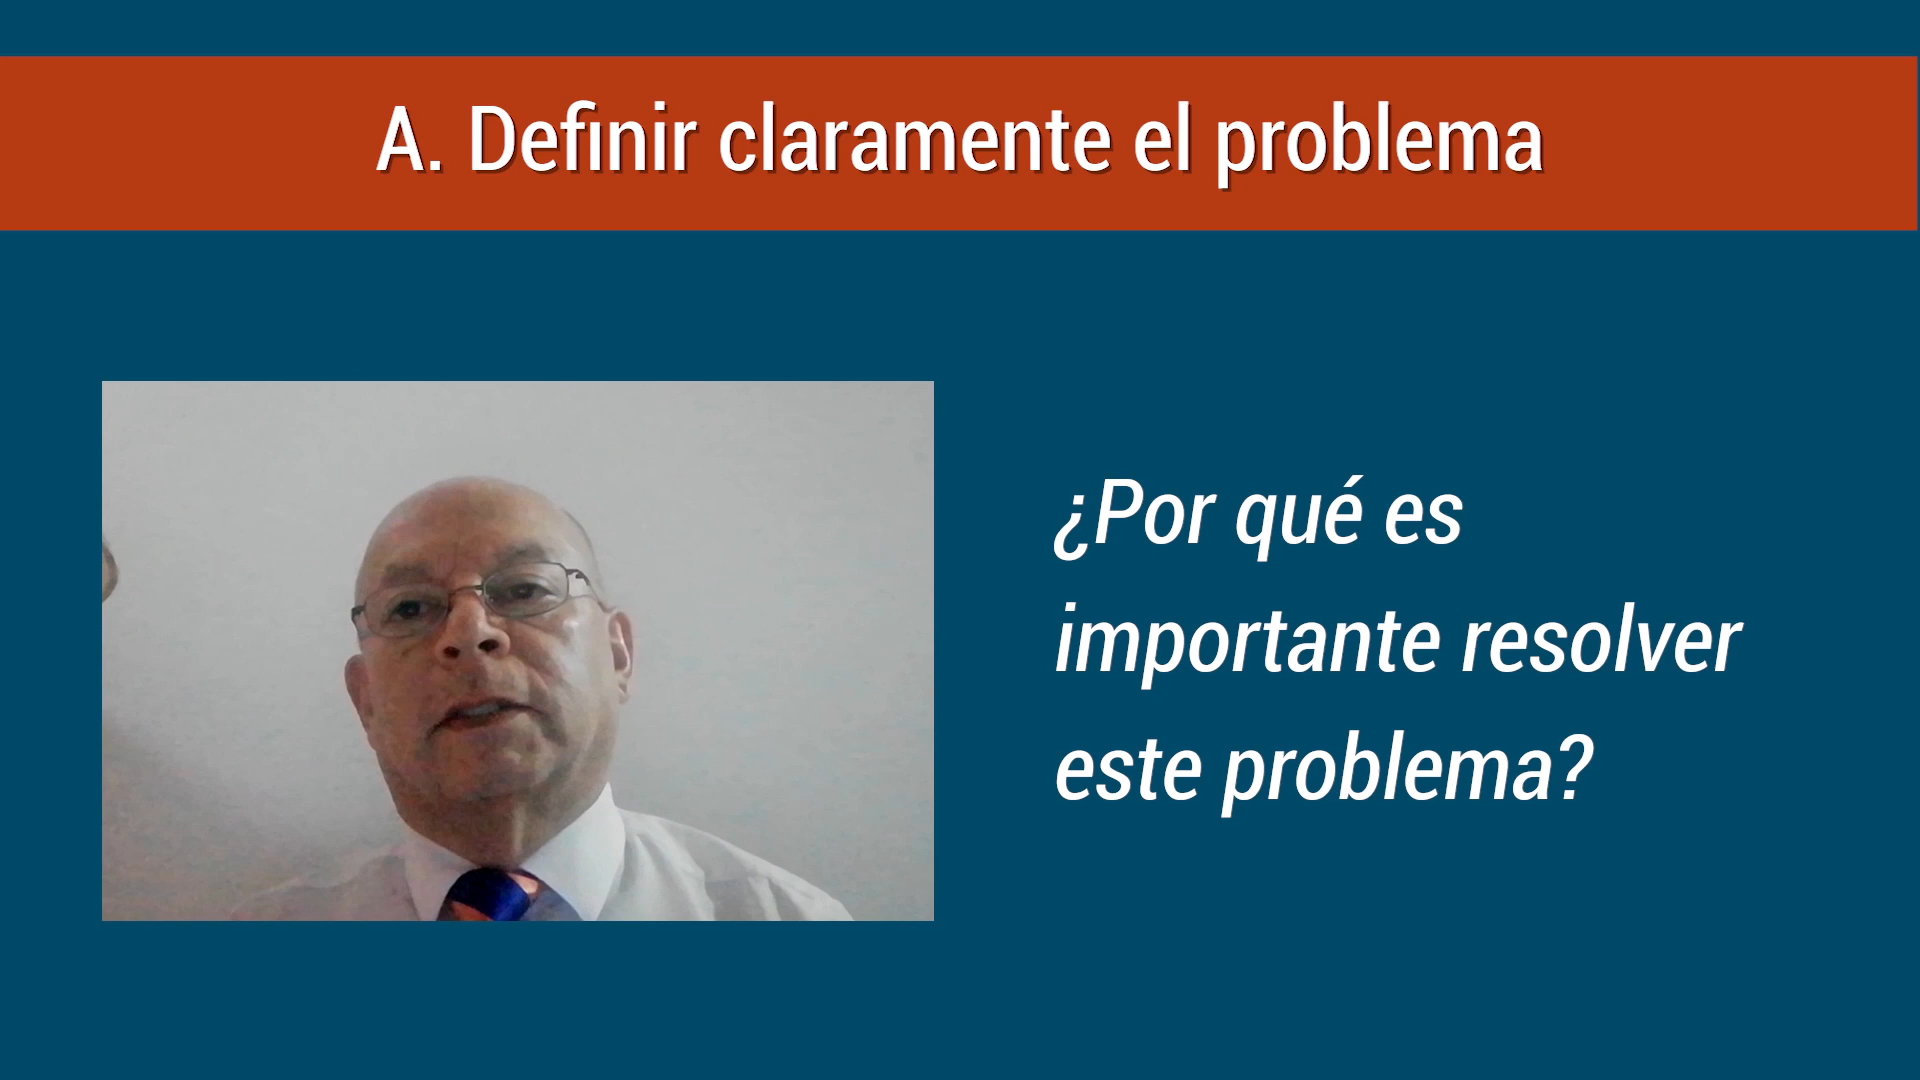 A. Definir claramente el problema
¿Por qué es
importante resolver
este problema?